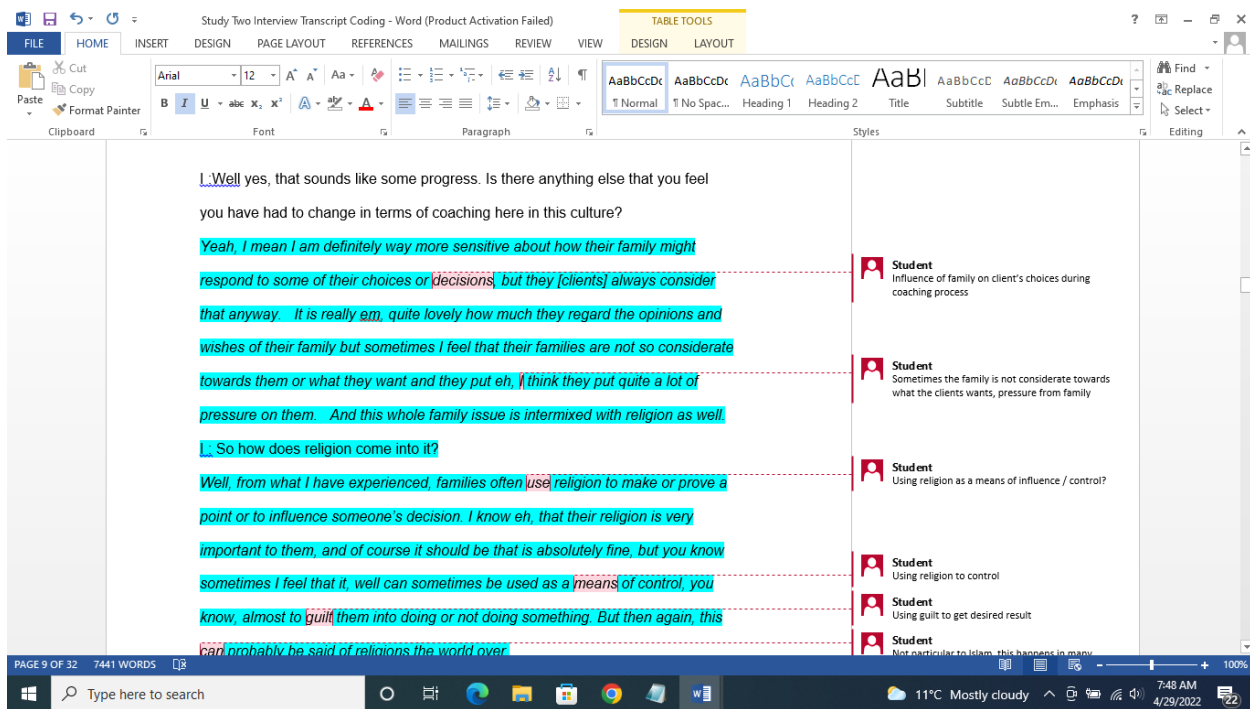 Study Two Interview Transcript Coding - Word (Product Activation Failed)
TABLE TOOLS
FILE HOME INSERT DESIGN PAGE LAYOUT REFERENCES MAILINGS REVIEW VIEW DESIGN LAYOUT
Paste
Cut
Copy
Format Painter
Clipboard
Arial 12
Font
Paragraph
AaBbCcDc AaBbCcDc AaBbCc AaBbCcD AaBl AaBbCcD AaBbCcDc AaBbCcDc
¶ Normal ¶ No Spac... Heading 1 Heading 2 Title Subtitle Subtle Em... Emphasis
Styles
Find
Replace
Select
Editing
I :Well yes, that sounds like some progress. Is there anything else that you feel
you have had to change in terms of coaching here in this culture?
Yeah, I mean I am definitely way more sensitive about how their family might
respond to some of their choices or decisions, but they [clients] always consider
that anyway.   It is really em, quite lovely how much they regard the opinions and
wishes of their family but sometimes I feel that their families are not so considerate
towards them or what they want and they put eh, I think they put quite a lot of
pressure on them.   And this whole family issue is intermixed with religion as well.
I : So how does religion come into it?
Well, from what I have experienced, families often use religion to make or prove a
point or to influence someone's decision. I know eh, that their religion is very
important to them, and of course it should be that is absolutely fine, but you know
sometimes I feel that it, well can sometimes be used as a means of control, you
know, almost to guilt them into doing or not doing something. But then again, this
can probably be said of religions the world over.
Student
Influence of family on client's choices during
coaching process
Student
Sometimes the family is not considerate towards
what the clients wants, pressure from family
Student
Using religion as a means of influence / control?
Student
Using religion to control
Student
Using guilt to get desired result
Student
Not particular to Islam, this happens in many
PAGE 9 OF 32 7441 WORDS 100%
Type here to search
11°C Mostly cloudy
7:48 AM
4/29/2022
22